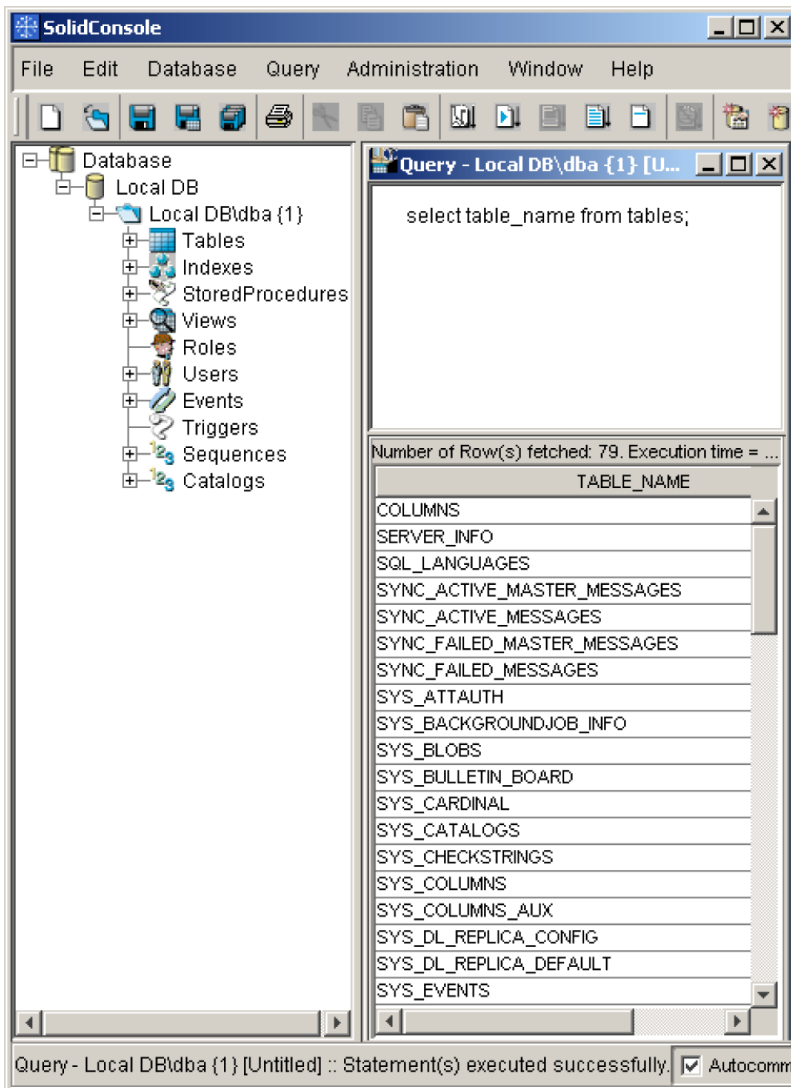 SolidConsole
File Edit Database Query Administration Window Help
Database
Local DB
Local DB\dba {1}
Tables
Indexes
StoredProcedures
Views
Roles
Users
Events
Triggers
Sequences
Catalogs
Query - Local DB\dba {1} [U...
select table_name from tables;
Number of Row(s) fetched: 79. Execution time = ...
TABLE_NAME
COLUMNS
SERVER_INFO
SQL_LANGUAGES
SYNC_ACTIVE_MASTER_MESSAGES
SYNC_ACTIVE_MESSAGES
SYNC_FAILED_MASTER_MESSAGES
SYNC_FAILED_MESSAGES
SYS_ATTAUTH
SYS_BACKGROUNDJOB_INFO
SYS_BLOBS
SYS_BULLETIN_BOARD
SYS_CARDINAL
SYS_CATALOGS
SYS_CHECKSTRINGS
SYS_COLUMNS
SYS_COLUMNS_AUX
SYS_DL_REPLICA_CONFIG
SYS_DL_REPLICA_DEFAULT
SYS_EVENTS
Query - Local DB\dba {1} [Untitled] :: Statement(s) executed successfully. Autocomm